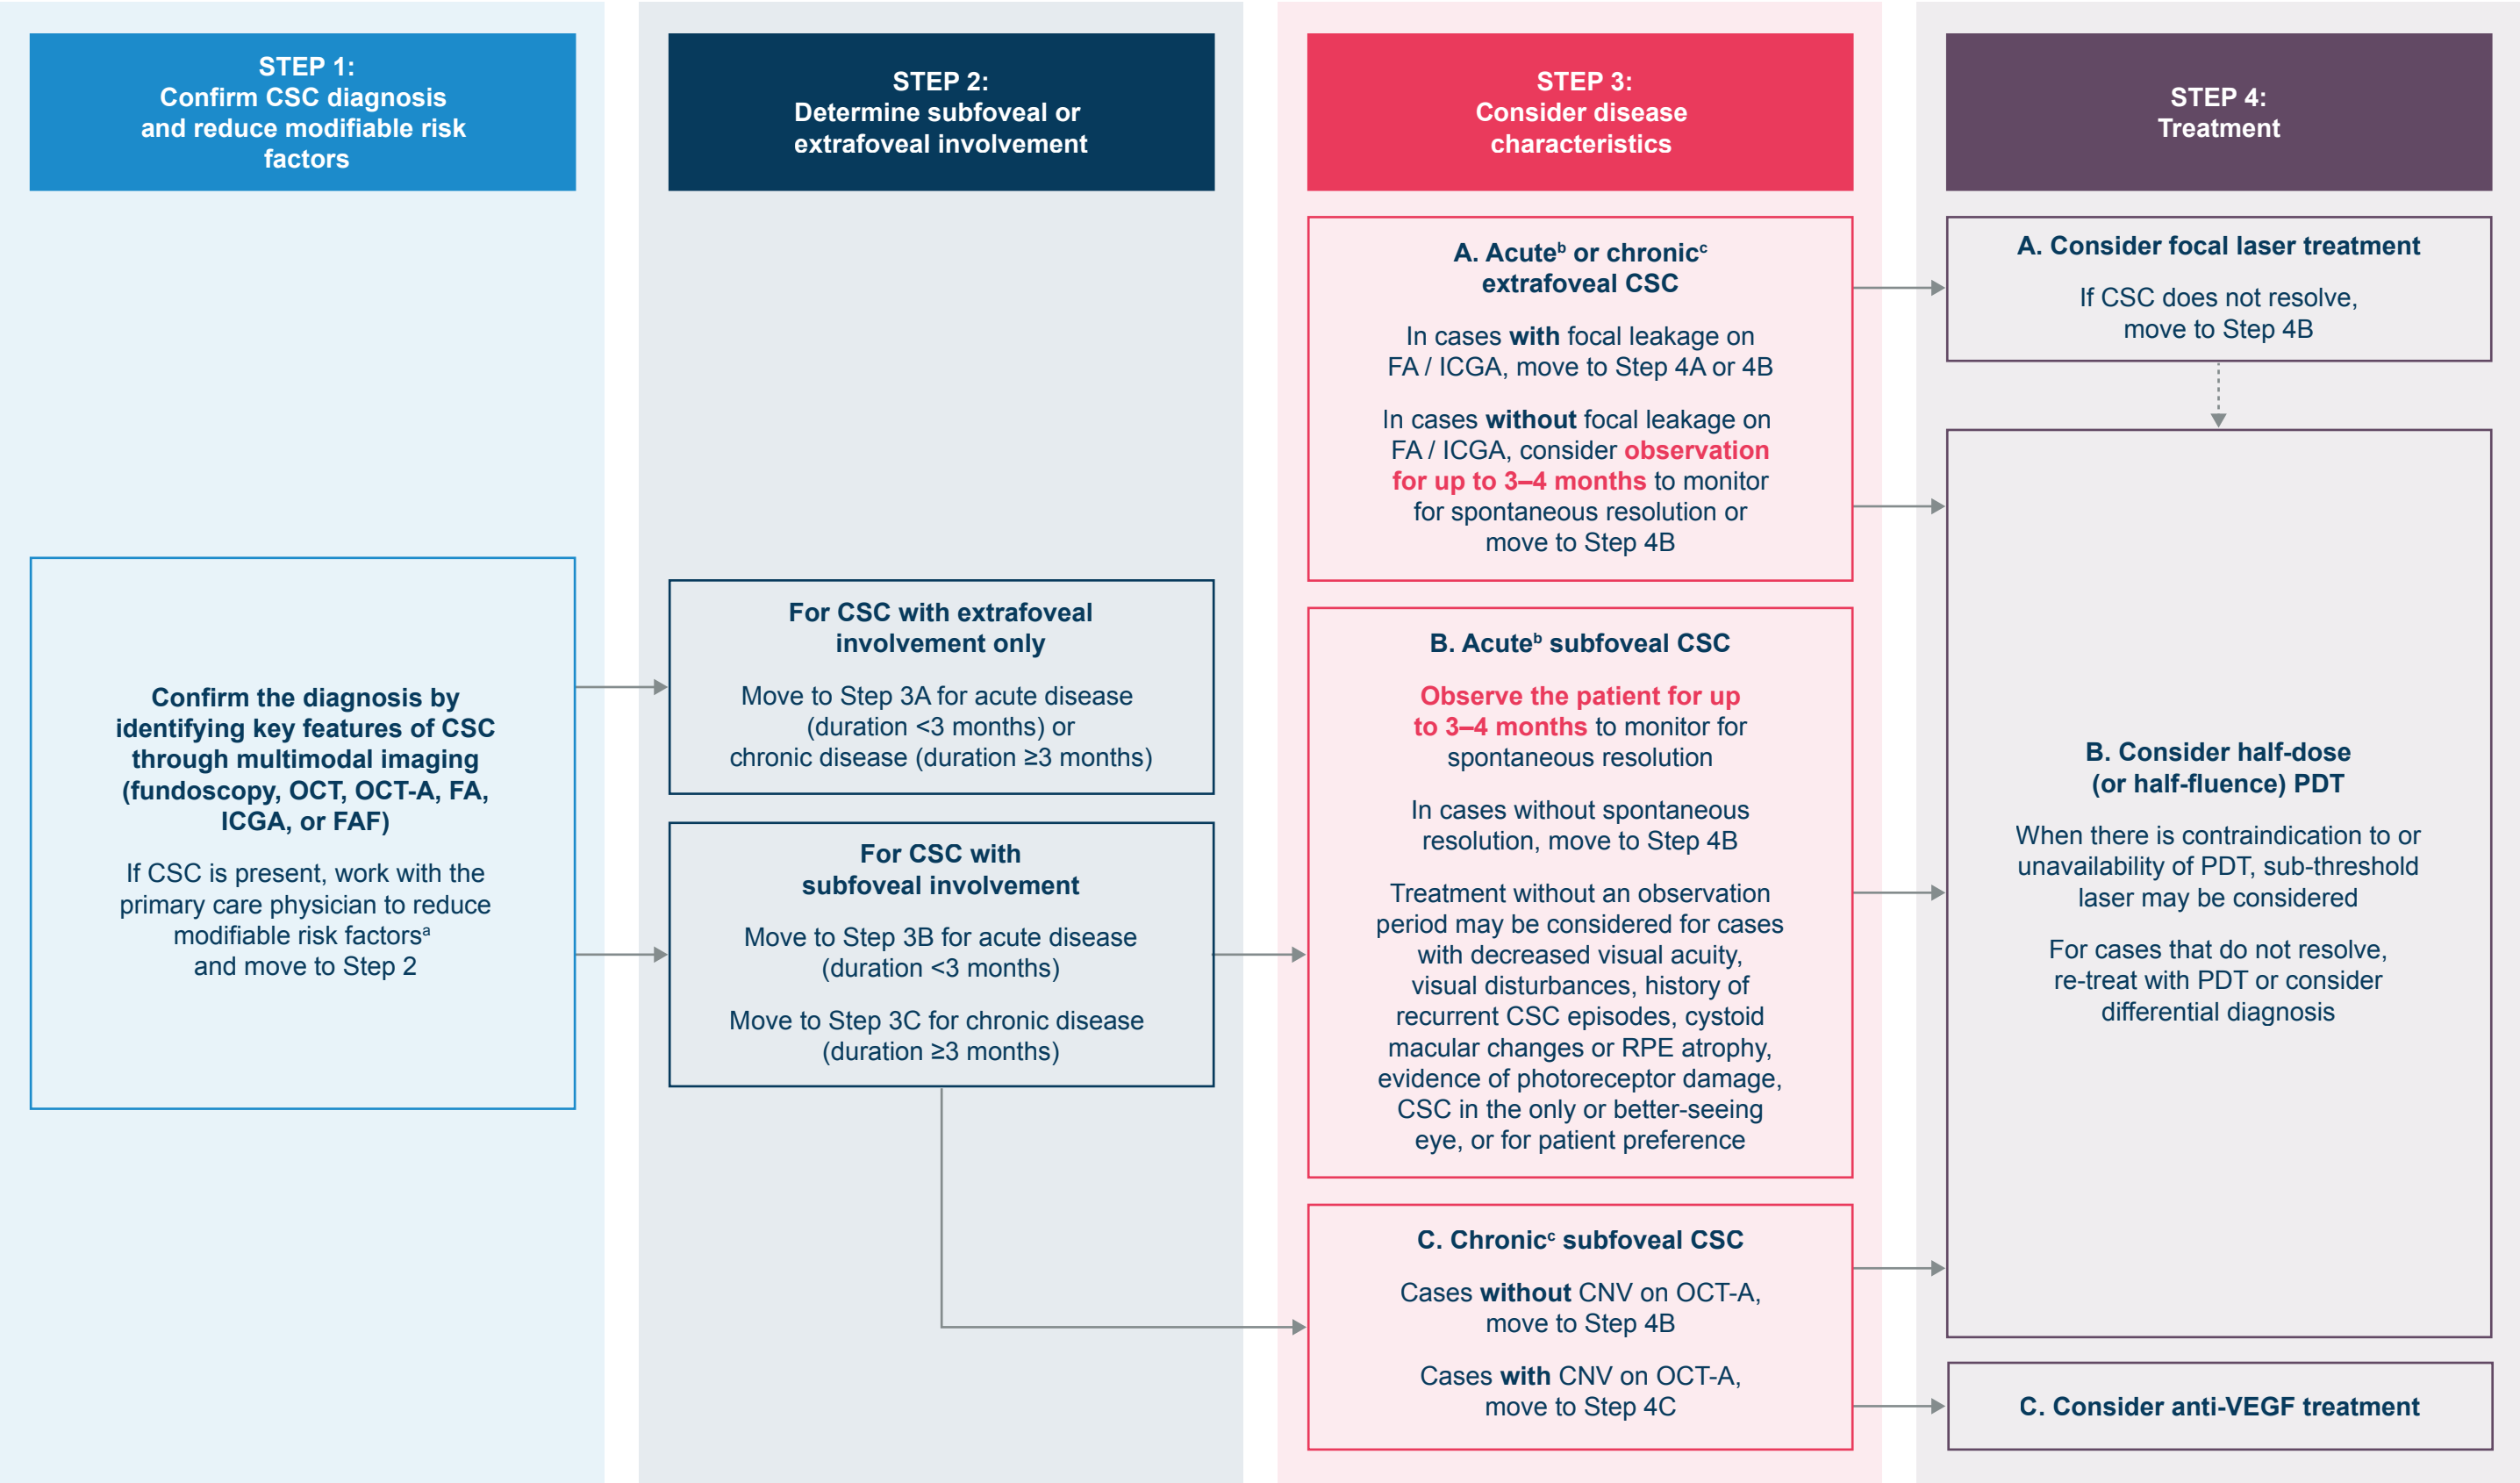 STEP 1:
Confirm CSC diagnosis
and reduce modifiable risk
factors
Confirm the diagnosis by
identifying key features of CSC
through multimodal imaging
(fundoscopy, OCT, OCT-A, FA,
ICGA, or FAF)
If CSC is present, work with the
primary care physician to reduce
modifiable risk factorsᵃ
and move to Step 2
STEP 2:
Determine subfoveal or
extrafoveal involvement
For CSC with extrafoveal
involvement only
Move to Step 3A for acute disease
(duration <3 months) or
chronic disease (duration ≥3 months)
For CSC with
subfoveal involvement
Move to Step 3B for acute disease
(duration <3 months)
Move to Step 3C for chronic disease
(duration ≥3 months)
STEP 3:
Consider disease
characteristics
A. Acuteᵇ or chronicᶜ
extrafoveal CSC
In cases with focal leakage on
FA / ICGA, move to Step 4A or 4B
In cases without focal leakage on
FA / ICGA, consider observation
for up to 3–4 months to monitor
for spontaneous resolution or
move to Step 4B
B. Acuteᵇ subfoveal CSC
Observe the patient for up
to 3–4 months to monitor for
spontaneous resolution
In cases without spontaneous
resolution, move to Step 4B
Treatment without an observation
period may be considered for cases
with decreased visual acuity,
visual disturbances, history of
recurrent CSC episodes, cystoid
macular changes or RPE atrophy,
evidence of photoreceptor damage,
CSC in the only or better-seeing
eye, or for patient preference
C. Chronicᶜ subfoveal CSC
Cases without CNV on OCT-A,
move to Step 4B
Cases with CNV on OCT-A,
move to Step 4C
STEP 4:
Treatment
A. Consider focal laser treatment
If CSC does not resolve,
move to Step 4B
B. Consider half-dose
(or half-fluence) PDT
When there is contraindication to or
unavailability of PDT, sub-threshold
laser may be considered
For cases that do not resolve,
re-treat with PDT or consider
differential diagnosis
C. Consider anti-VEGF treatment